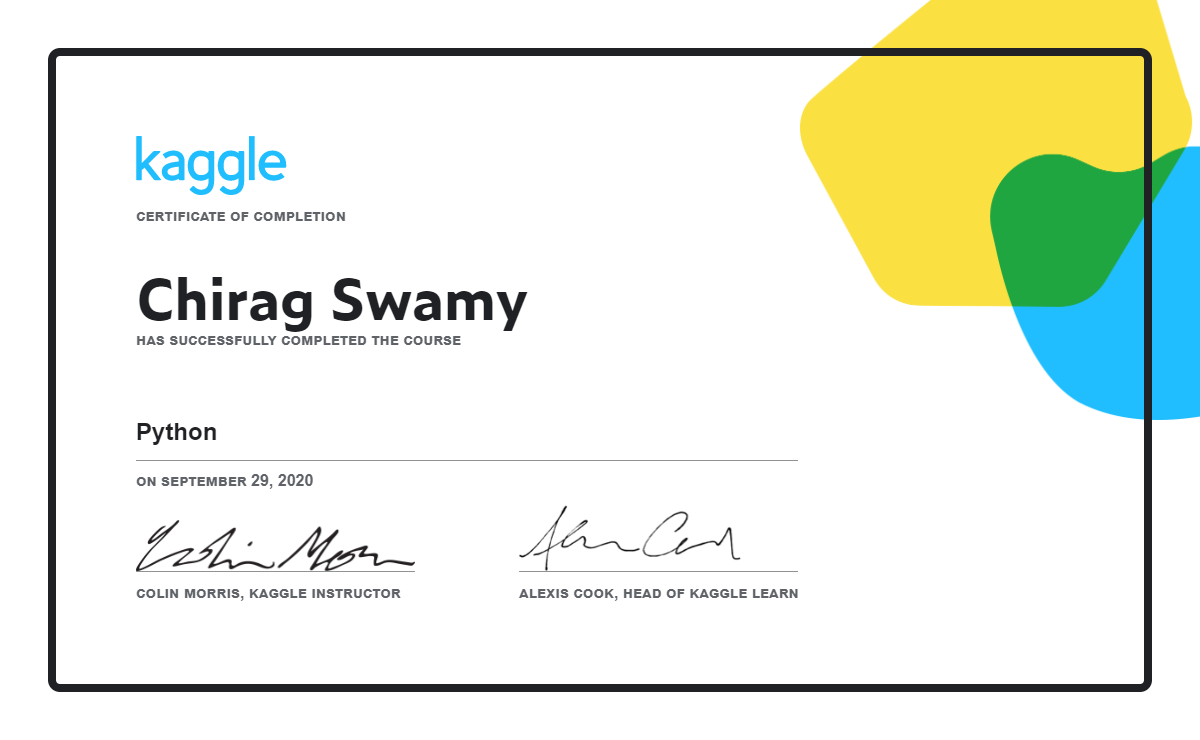 kaggle
CERTIFICATE OF COMPLETION
Chirag Swamy
HAS SUCCESSFULLY COMPLETED THE COURSE
Python
ON SEPTEMBER 29, 2020
Colin Morris Alexis Cook
COLIN MORRIS, KAGGLE INSTRUCTOR ALEXIS COOK, HEAD OF KAGGLE LEARN